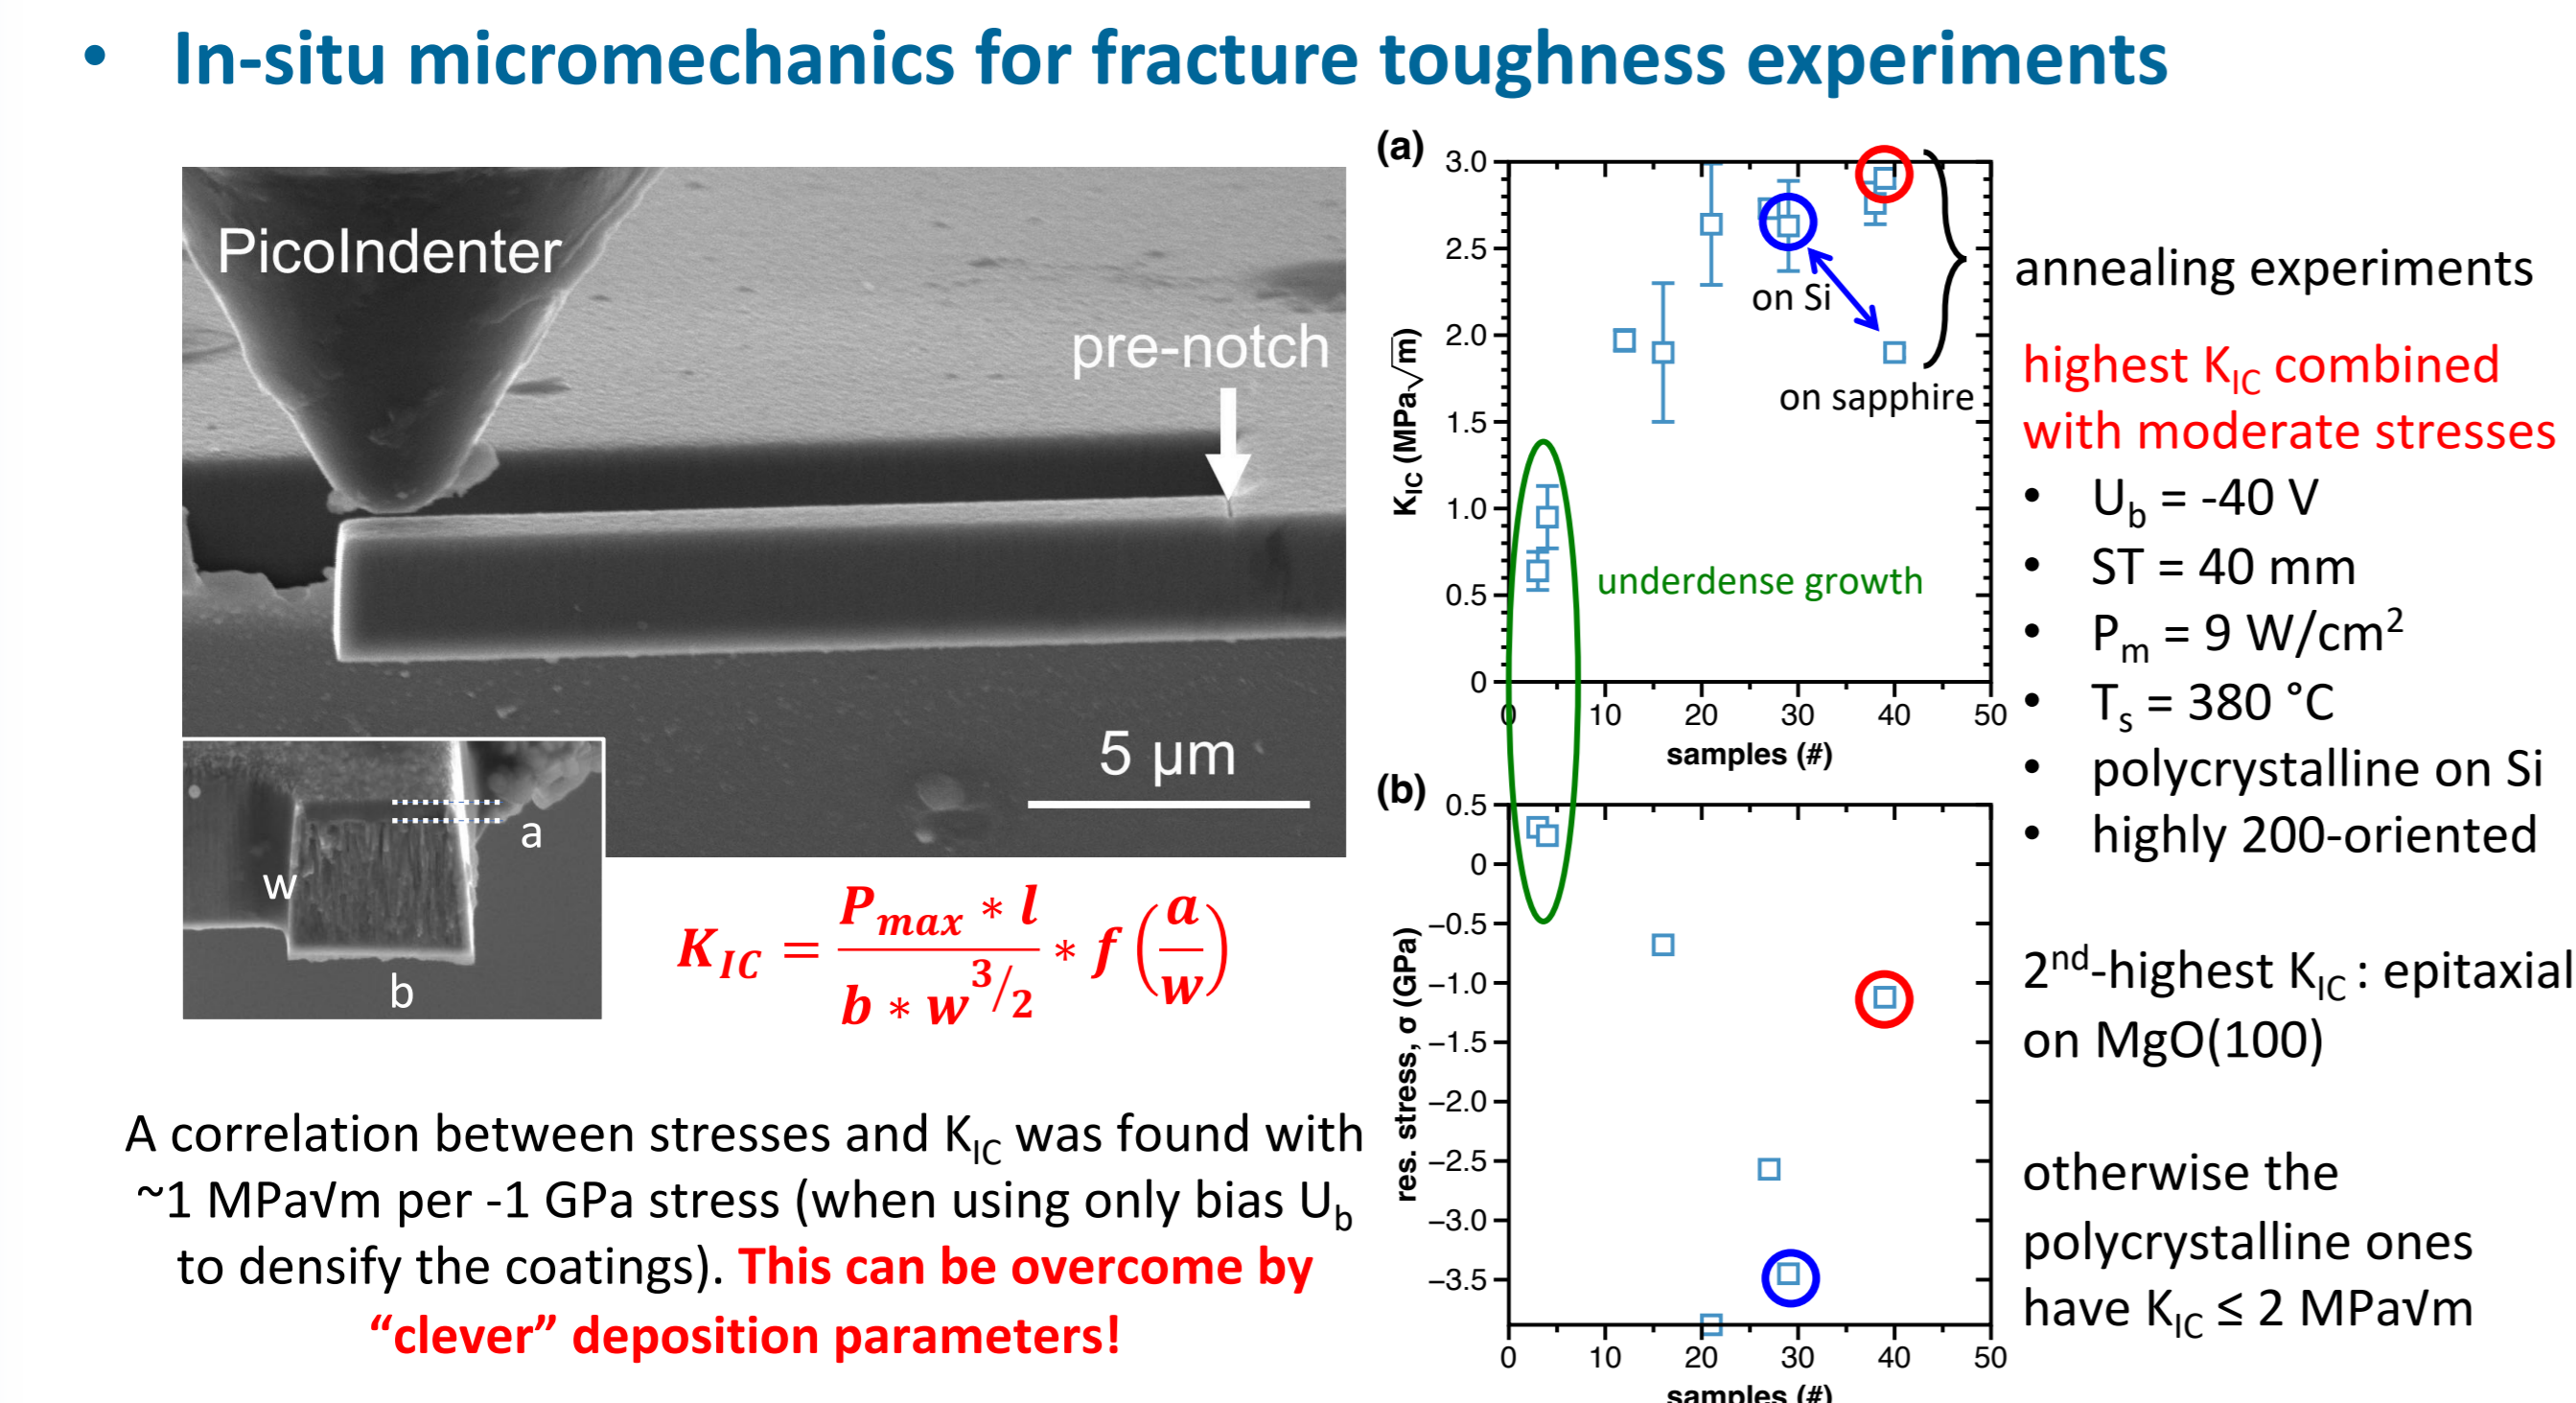 • In-situ micromechanics for fracture toughness experiments
PicoIndenter
pre-notch
5 µm
a
w
b
K_IC = (P_max * l) / (b * w^(3/2)) * f(a/w)
A correlation between stresses and K_IC was found with
~1 MPa√m per -1 GPa stress (when using only bias U_b
to densify the coatings). This can be overcome by
“clever” deposition parameters!
(a)
K_IC (MPa√m)
3.0
2.5
2.0
1.5
1.0
0.5
0
on Si
on sapphire
underdense growth
0 10 20 30 40 50
samples (#)
(b)
res. stress, σ (GPa)
0.5
0
−0.5
−1.0
−1.5
−2.0
−2.5
−3.0
−3.5
0 10 20 30 40 50
samples (#)
annealing experiments
highest K_IC combined
with moderate stresses
• U_b = -40 V
• ST = 40 mm
• P_m = 9 W/cm²
• T_s = 380 °C
• polycrystalline on Si
• highly 200-oriented
2nd-highest K_IC : epitaxial
on MgO(100)
otherwise the
polycrystalline ones
have K_IC ≤ 2 MPa√m